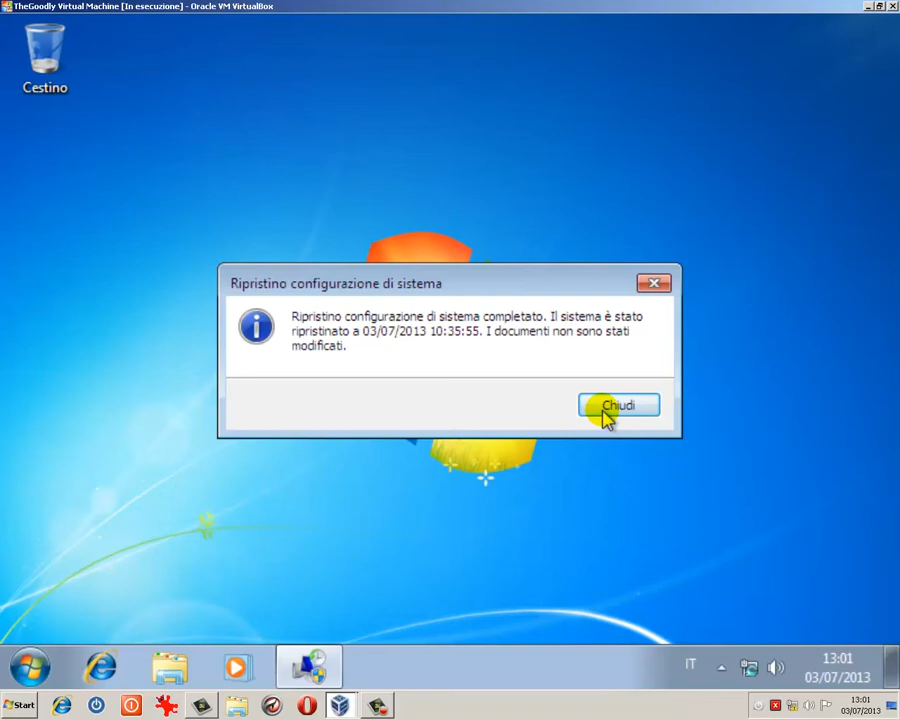 TheGoodly Virtual Machine [In esecuzione] - Oracle VM VirtualBox
Cestino
Ripristino configurazione di sistema
Ripristino configurazione di sistema completato. Il sistema è stato
ripristinato a 03/07/2013 10:35:55. I documenti non sono stati
modificati.
Chiudi
IT
13:01
03/07/2013
Start
13:01
03/07/2013